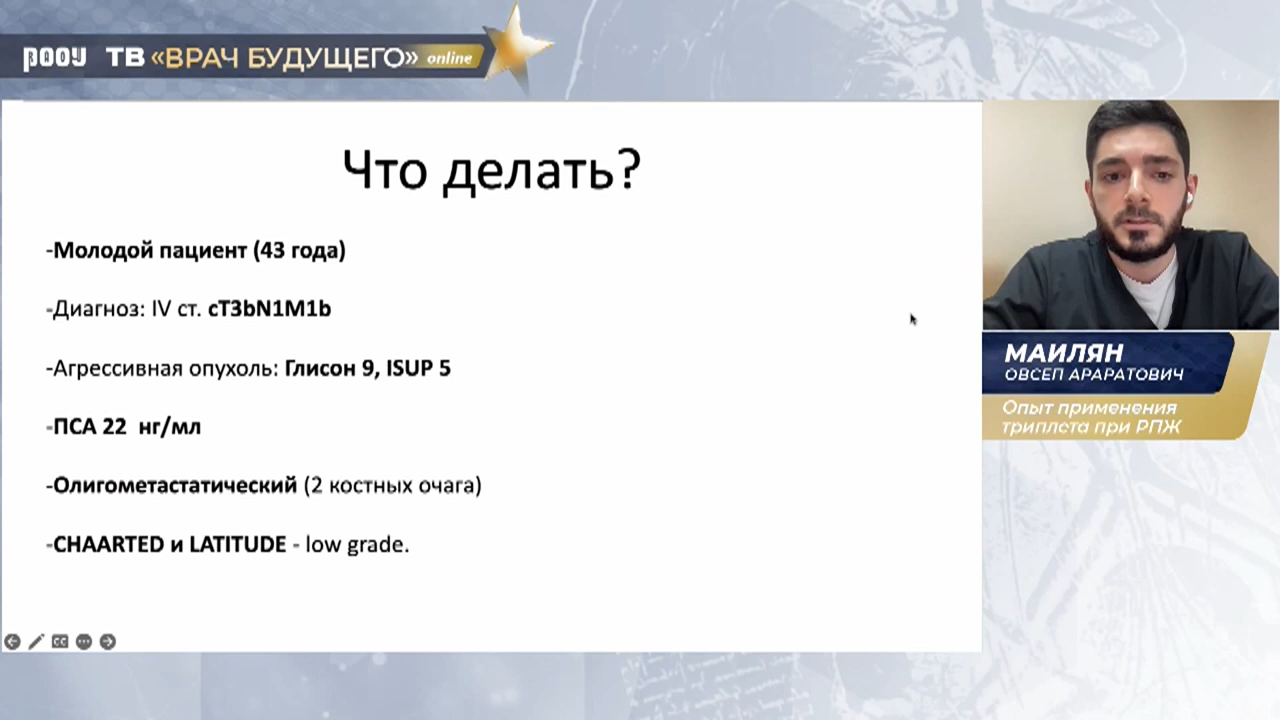 РООУ ТВ «ВРАЧ БУДУЩЕГО» online
Что делать?
-Молодой пациент (43 года)
-Диагноз: IV ст. cT3bN1M1b
-Агрессивная опухоль: Глисон 9, ISUP 5
-ПСА 22 нг/мл
-Олигометастатический (2 костных очага)
-CHAARTED и LATITUDE - low grade.
МАИЛЯН
ОВСЕП АРАРАТОВИЧ
Опыт применения
триплета при РПЖ
CC